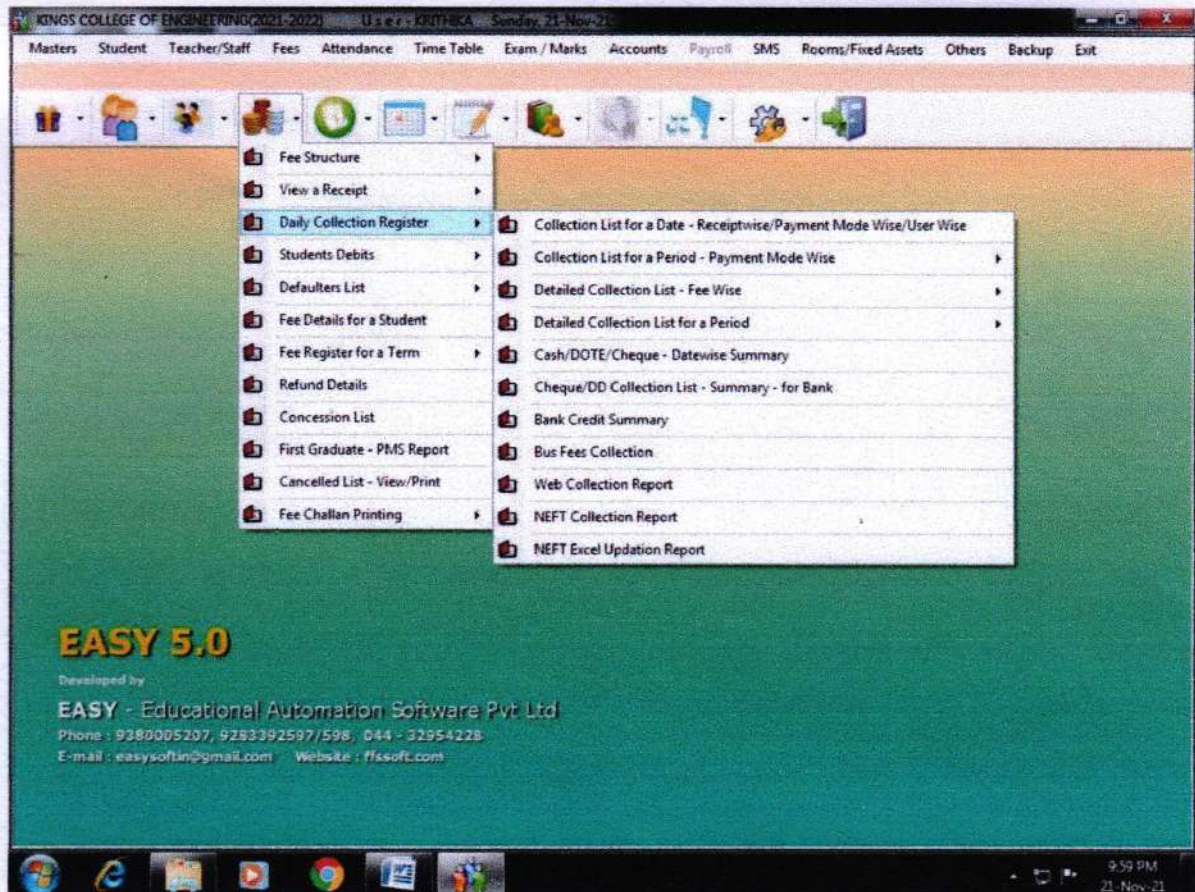 KINGS COLLEGE OF ENGINEERING(2021-2022) User - KRITHIKA Sunday, 21-Nov-21
Masters Student Teacher/Staff Fees Attendance Time Table Exam / Marks Accounts Payroll SMS Rooms/Fixed Assets Others Backup Exit
Fee Structure
View a Receipt
Daily Collection Register
Students Debits
Defaulters List
Fee Details for a Student
Fee Register for a Term
Refund Details
Concession List
First Graduate - PMS Report
Cancelled List - View/Print
Fee Challan Printing
Collection List for a Date - Receiptwise/Payment Mode Wise/User Wise
Collection List for a Period - Payment Mode Wise
Detailed Collection List - Fee Wise
Detailed Collection List for a Period
Cash/DOTE/Cheque - Datewise Summary
Cheque/DD Collection List - Summary - for Bank
Bank Credit Summary
Bus Fees Collection
Web Collection Report
NEFT Collection Report
NEFT Excel Updation Report
EASY 5.0
Developed by
EASY - Educational Automation Software Pvt Ltd
Phone : 9380005207, 9283392597/598, 044 - 32954228
E-mail : easysoftin@gmail.com Website : ffssoft.com
9:59 PM
21-Nov-21